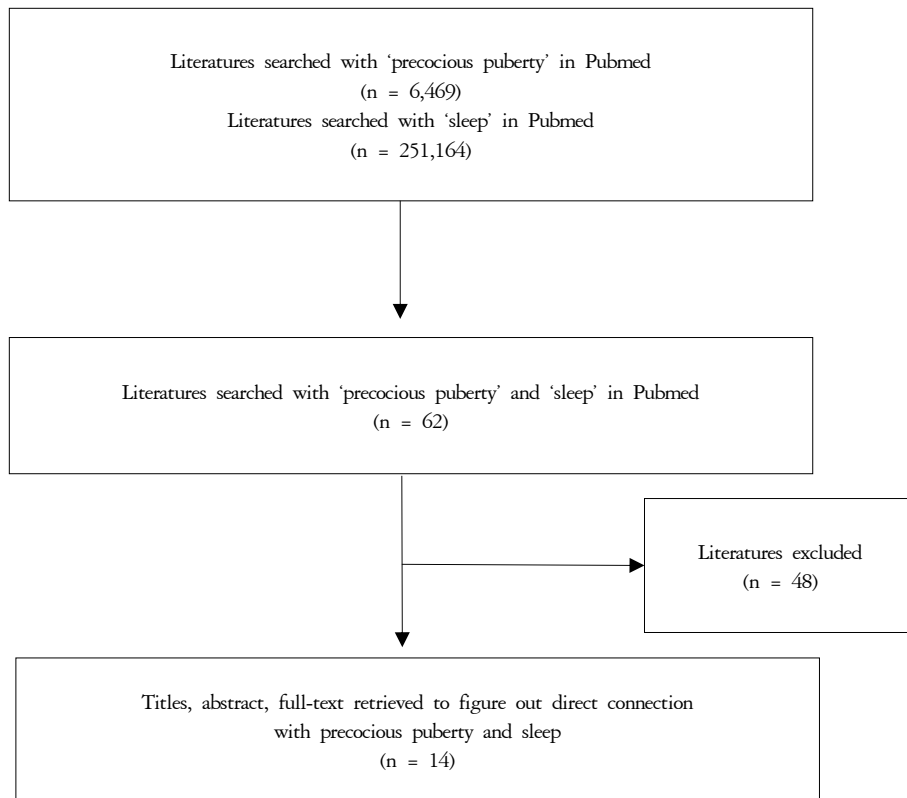 Literatures searched with ‘precocious puberty’ in Pubmed
(n = 6,469)
Literatures searched with ‘sleep’ in Pubmed
(n = 251,164)
Literatures searched with ‘precocious puberty’ and ‘sleep’ in Pubmed
(n = 62)
Literatures excluded
(n = 48)
Titles, abstract, full-text retrieved to figure out direct connection
with precocious puberty and sleep
(n = 14)